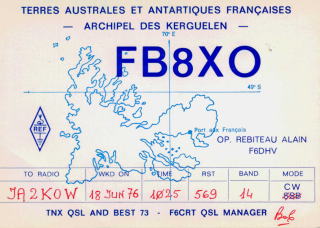 TERRES AUSTRALES ET ANTARTIQUES FRANÇAISES
— ARCHIPEL DES KERGUELEN —
70° E
FB8XO
49° S
REF
Port aux Français
OP. REBITEAU ALAIN
F6DHV
TO RADIO WKD ON TIME RST BAND MODE
JA2KOW 18 JUN 76 1025 569 14 CW
SSB
TNX QSL AND BEST 73 - F6CRT QSL MANAGER Bob